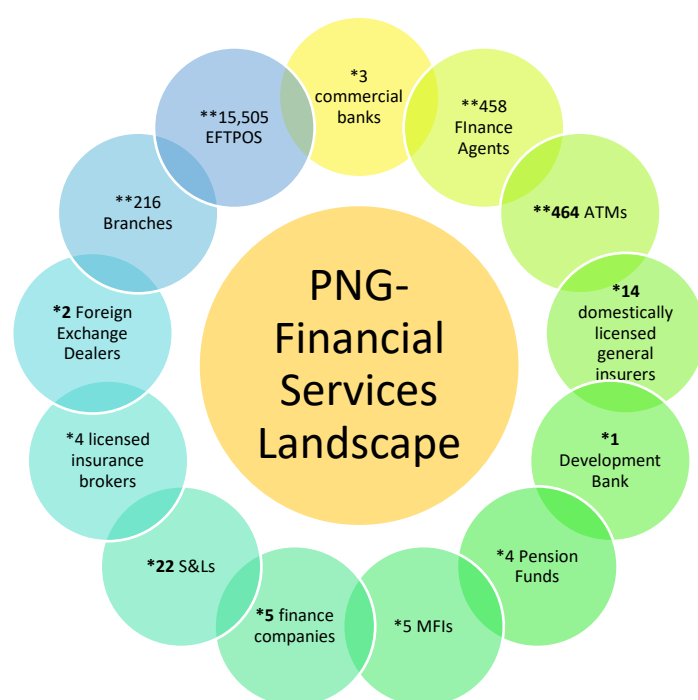 PNG-
Financial
Services
Landscape
*3
commercial
banks
**458
FInance
Agents
**464 ATMs
*14
domestically
licensed
general
insurers
*1
Development
Bank
*4 Pension
Funds
*5 MFIs
*5 finance
companies
*22 S&Ls
*4 licensed
insurance
brokers
*2 Foreign
Exchange
Dealers
**216
Branches
**15,505
EFTPOS